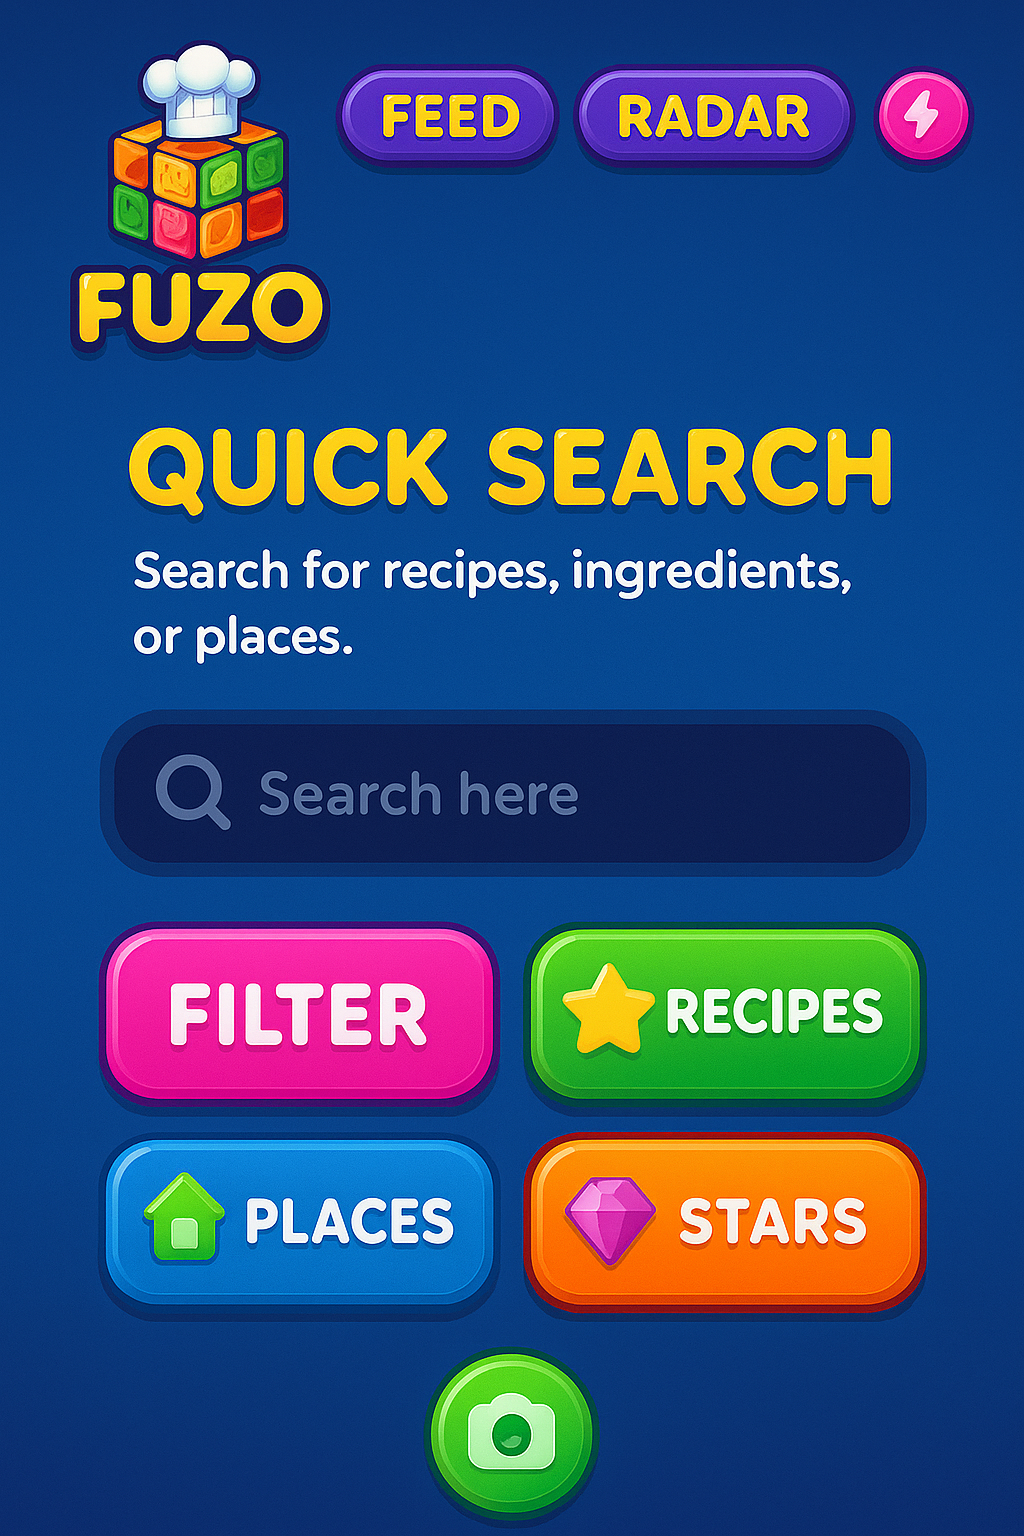 FEED
RADAR
FUZO
QUICK SEARCH
Search for recipes, ingredients,
or places.
Search here
FILTER
RECIPES
PLACES
STARS